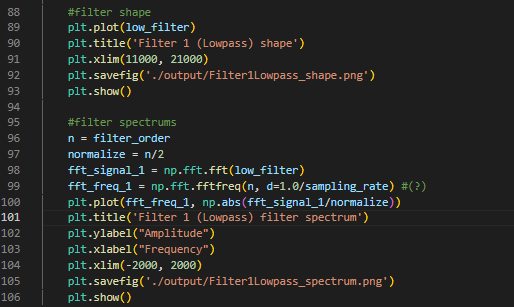 88 #filter shape
89 plt.plot(low_filter)
90 plt.title('Filter 1 (Lowpass) shape')
91 plt.xlim(11000, 21000)
92 plt.savefig('./output/Filter1Lowpass_shape.png')
93 plt.show()
94
95 #filter spectrums
96 n = filter_order
97 normalize = n/2
98 fft_signal_1 = np.fft.fft(low_filter)
99 fft_freq_1 = np.fft.fftfreq(n, d=1.0/sampling_rate) #(?)
100 plt.plot(fft_freq_1, np.abs(fft_signal_1/normalize))
101 plt.title('Filter 1 (Lowpass) filter spectrum')
102 plt.ylabel("Amplitude")
103 plt.xlabel("Frequency")
104 plt.xlim(-2000, 2000)
105 plt.savefig('./output/Filter1Lowpass_spectrum.png')
106 plt.show()